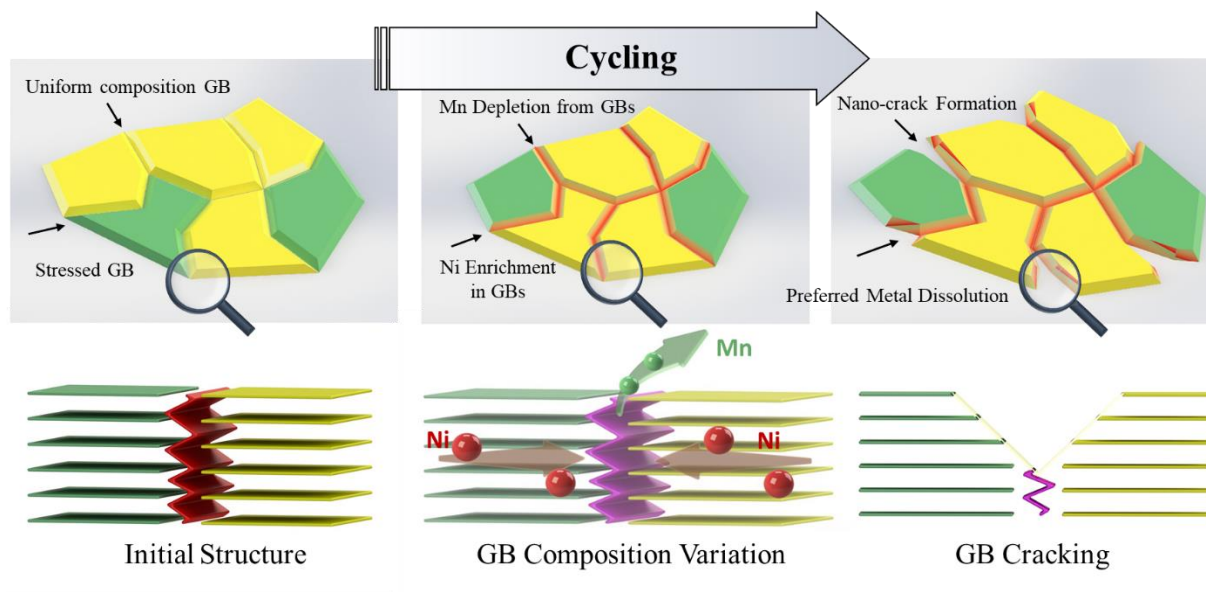 Cycling
Uniform composition GB
Stressed GB
Mn Depletion from GBs
Ni Enrichment
in GBs
Nano-crack Formation
Preferred Metal Dissolution
Mn
Ni
Ni
Initial Structure
GB Composition Variation
GB Cracking